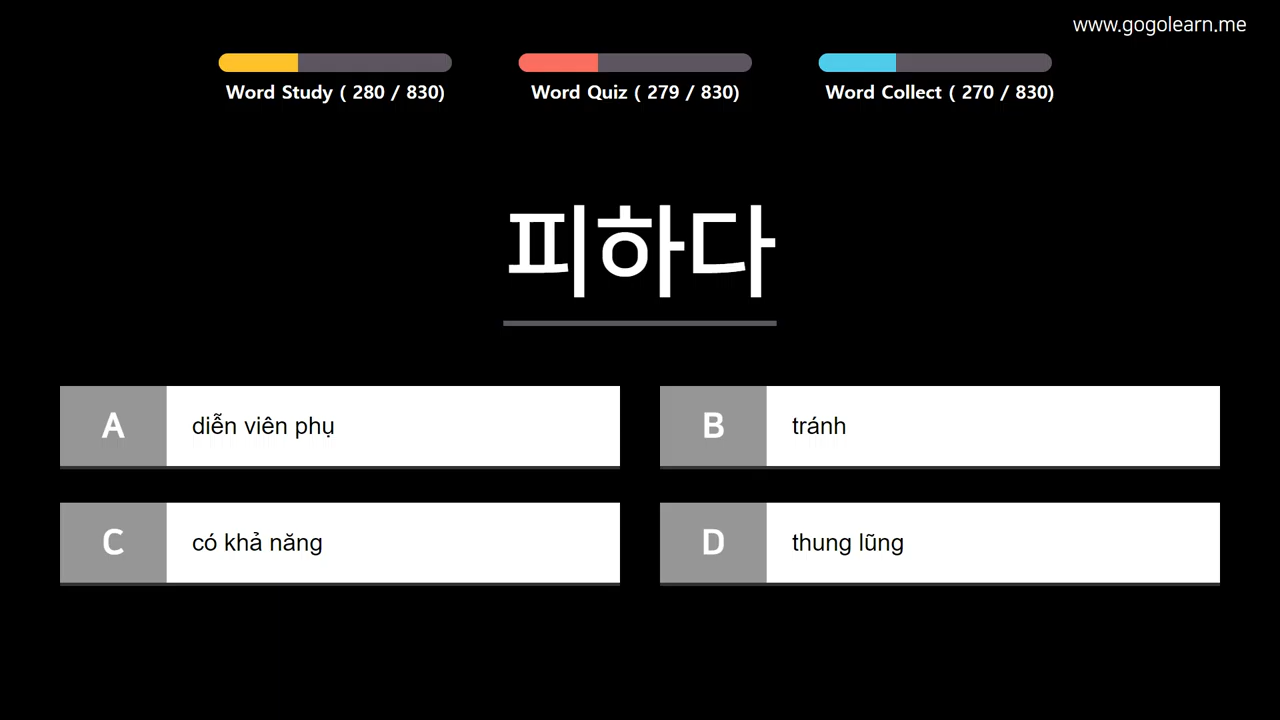 www.gogolearn.me
Word Study ( 280 / 830)
Word Quiz ( 279 / 830)
Word Collect ( 270 / 830)
피하다
A diễn viên phụ
B tránh
C có khả năng
D thung lũng